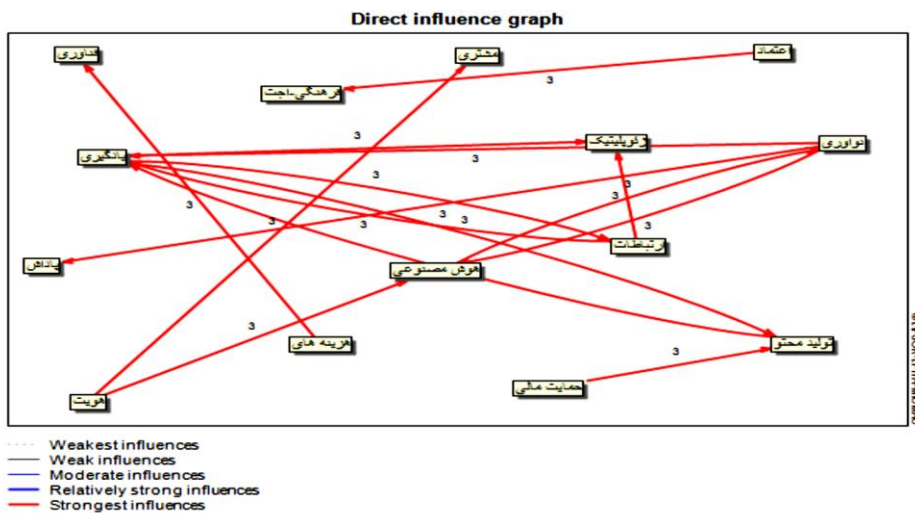 Direct influence graph
فناوری
مشتری
اعتماد
3
فرهنگی-اجت
3
ژئوپلیتیک
نوآوری
یادگیری
3
3
3
3
3
3
3
3
3
3
ارتباطات
پاداش
هوش مصنوعی
3
هزینه های
تولید محتو
3
حمایت مالی
هویت
Weakest influences
Weak influences
Moderate influences
Relatively strong influences
Strongest influences